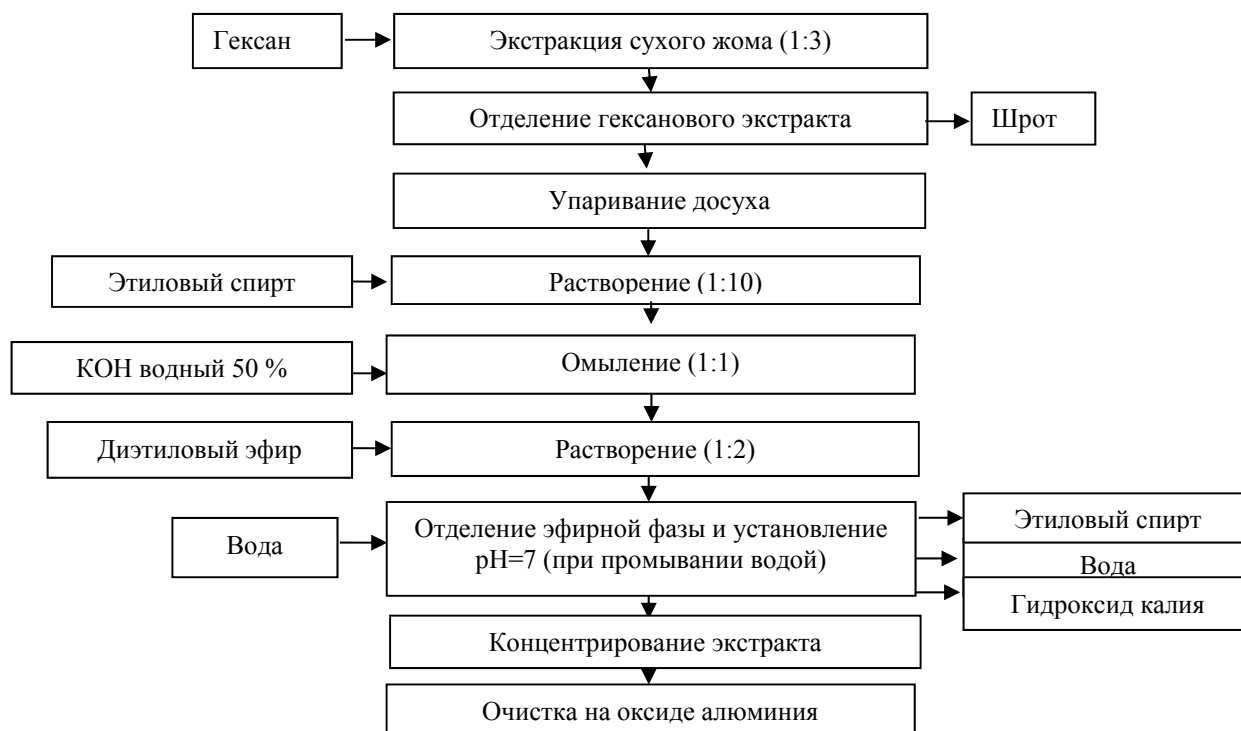 Гексан
Экстракция сухого жома (1:3)
Отделение гексанового экстракта
Шрот
Упаривание досуха
Этиловый спирт
Растворение (1:10)
КОН водный 50 %
Омыление (1:1)
Диэтиловый эфир
Растворение (1:2)
Вода
Отделение эфирной фазы и установление
рН=7 (при промывании водой)
Этиловый спирт
Вода
Гидроксид калия
Концентрирование экстракта
Очистка на оксиде алюминия